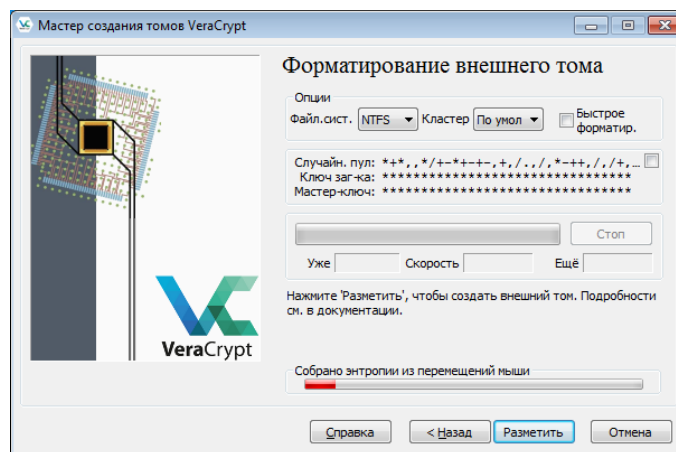 Мастер создания томов VeraCrypt
Форматирование внешнего тома
Опции
Файл.сист. NTFS Кластер По умол Быстрое
форматир.
Случайн. пул: *+*,,*/+-*+-+-,+,/.,/,*-++,/,/+,...
Ключ заг-ка: ********************************
Мастер-ключ: ********************************
Стоп
Уже Скорость Ещё
Нажмите 'Разметить', чтобы создать внешний том. Подробности
см. в документации.
VeraCrypt
Собрано энтропии из перемещений мыши
Справка < Назад Разметить Отмена